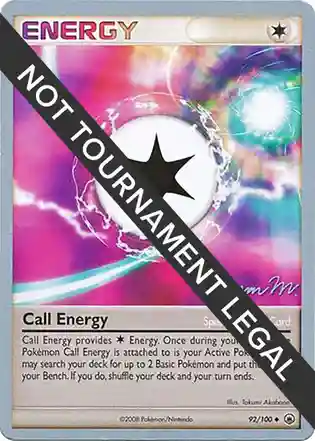 ENERGY
NOT TOURNAMENT LEGAL
Call Energy
Call Energy provides Energy. Once during your
Pokémon Call Energy is attached to is your Active Pok
may search your deck for up to 2 Basic Pokémon and put the
your Bench. If you do, shuffle your deck and your turn ends.
Illus. Takumi Akabane
©2008 Pokémon/Nintendo 92/100